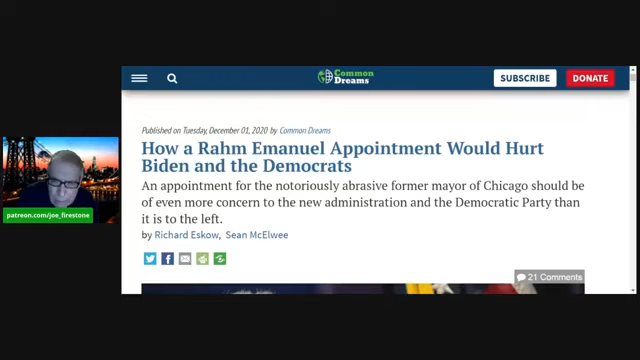 Common
Dreams
SUBSCRIBE
DONATE
Published on Tuesday, December 01, 2020 by Common Dreams
How a Rahm Emanuel Appointment Would Hurt
Biden and the Democrats
An appointment for the notoriously abrasive former mayor of Chicago should be
of even more concern to the new administration and the Democratic Party than
it is to the left.
by Richard Eskow, Sean McElwee
21 Comments
patreon.com/joe_firestone